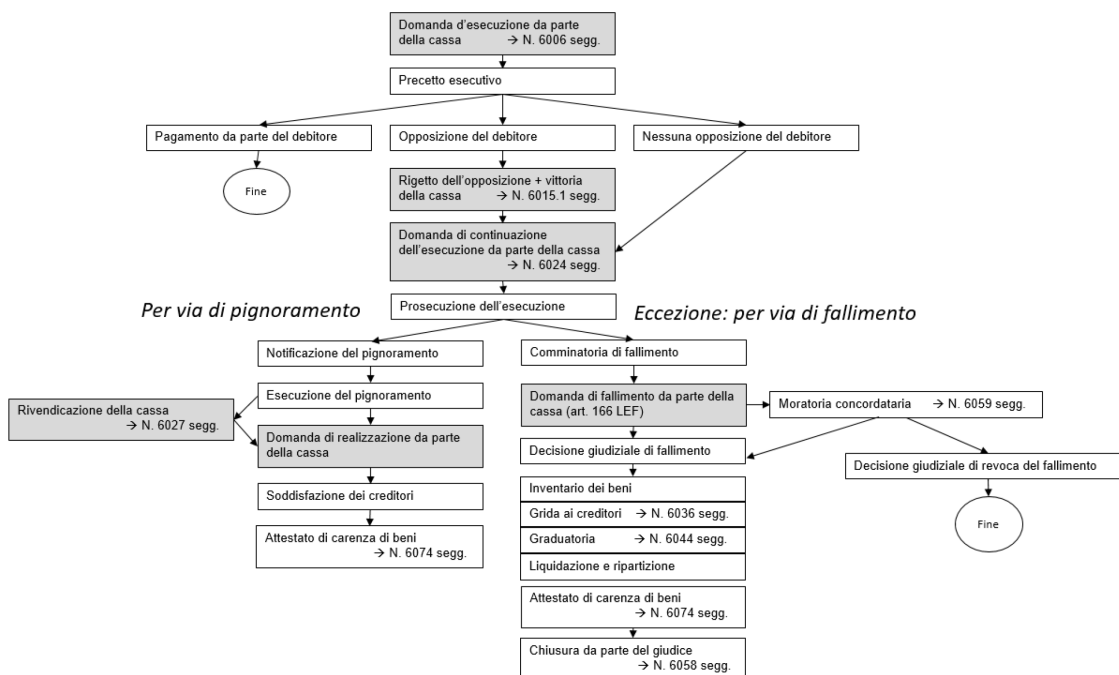 Domanda d'esecuzione da parte
della cassa → N. 6006 segg.
Precetto esecutivo
Pagamento da parte del debitore
Opposizione del debitore
Nessuna opposizione del debitore
Fine
Rigetto dell'opposizione + vittoria
della cassa → N. 6015.1 segg.
Domanda di continuazione
dell'esecuzione da parte della cassa
→ N. 6024 segg.
Prosecuzione dell'esecuzione
Per via di pignoramento
Eccezione: per via di fallimento
Notificazione del pignoramento
Esecuzione del pignoramento
Rivendicazione della cassa
→ N. 6027 segg.
Domanda di realizzazione da parte
della cassa
Soddisfazione dei creditori
Attestato di carenza di beni
→ N. 6074 segg.
Comminatoria di fallimento
Domanda di fallimento da parte della
cassa (art. 166 LEF)
Moratoria concordataria → N. 6059 segg.
Decisione giudiziale di fallimento
Decisione giudiziale di revoca del fallimento
Fine
Inventario dei beni
Grida ai creditori → N. 6036 segg.
Graduatoria → N. 6044 segg.
Liquidazione e ripartizione
Attestato di carenza di beni
→ N. 6074 segg.
Chiusura da parte del giudice
→ N. 6058 segg.